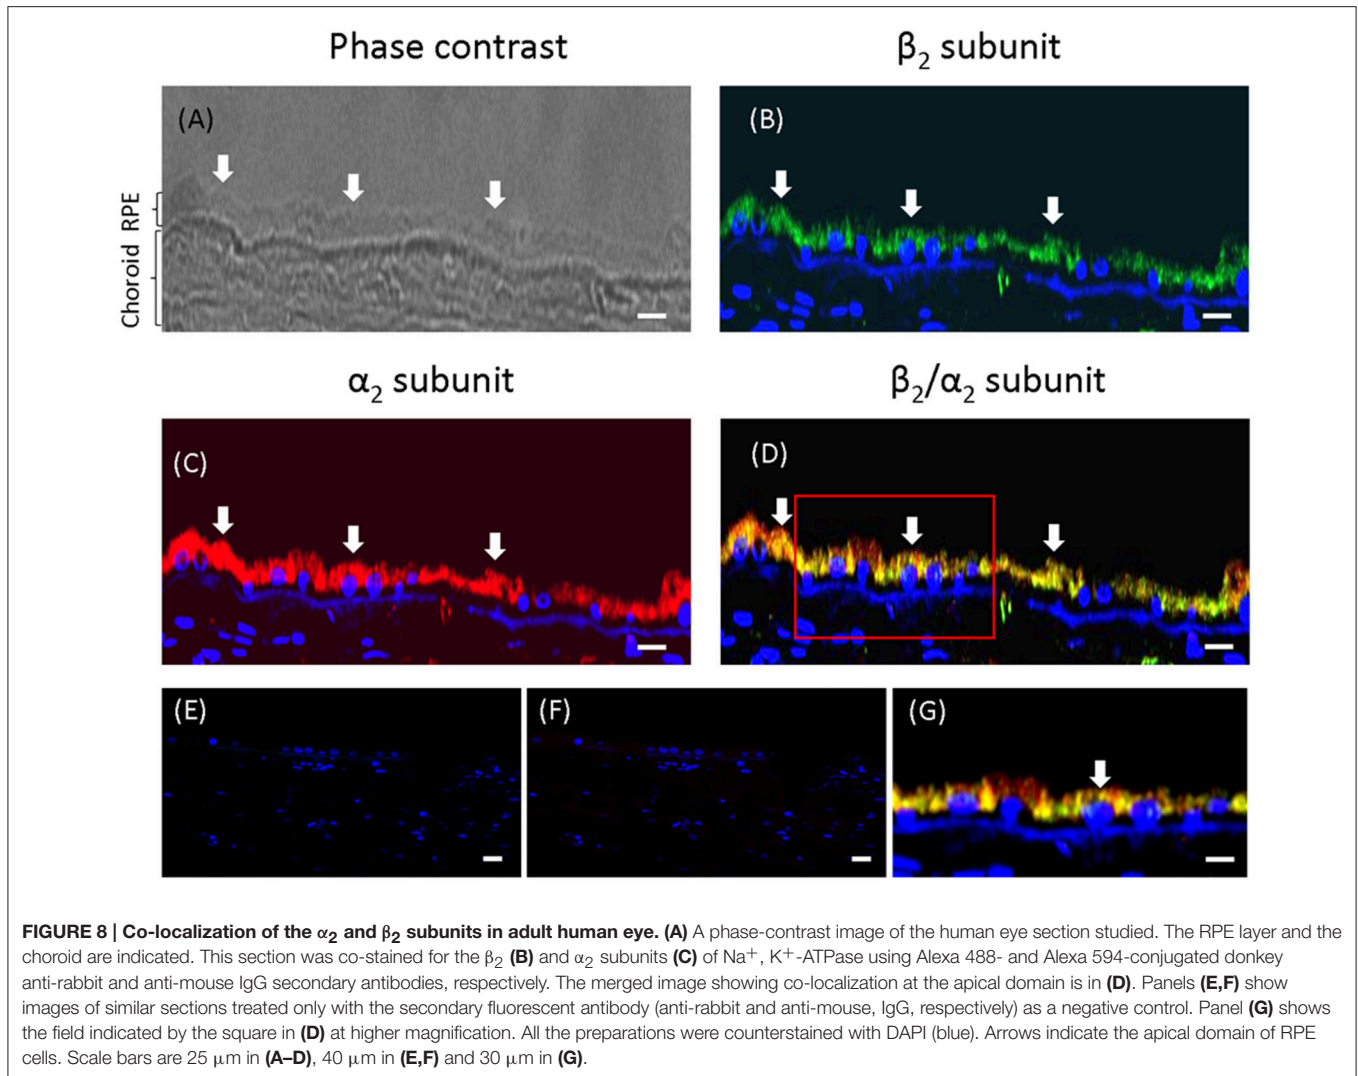 Phase contrast
β2 subunit
(A)
RPE
Choroid
(B)
α2 subunit
β2/α2 subunit
(C)
(D)
(E)
(F)
(G)
FIGURE 8 | Co-localization of the α2 and β2 subunits in adult human eye. (A) A phase-contrast image of the human eye section studied. The RPE layer and the
choroid are indicated. This section was co-stained for the β2 (B) and α2 subunits (C) of Na+, K+-ATPase using Alexa 488- and Alexa 594-conjugated donkey
anti-rabbit and anti-mouse IgG secondary antibodies, respectively. The merged image showing co-localization at the apical domain is in (D). Panels (E,F) show
images of similar sections treated only with the secondary fluorescent antibody (anti-rabbit and anti-mouse, IgG, respectively) as a negative control. Panel (G) shows
the field indicated by the square in (D) at higher magnification. All the preparations were counterstained with DAPI (blue). Arrows indicate the apical domain of RPE
cells. Scale bars are 25 μm in (A–D), 40 μm in (E,F) and 30 μm in (G).